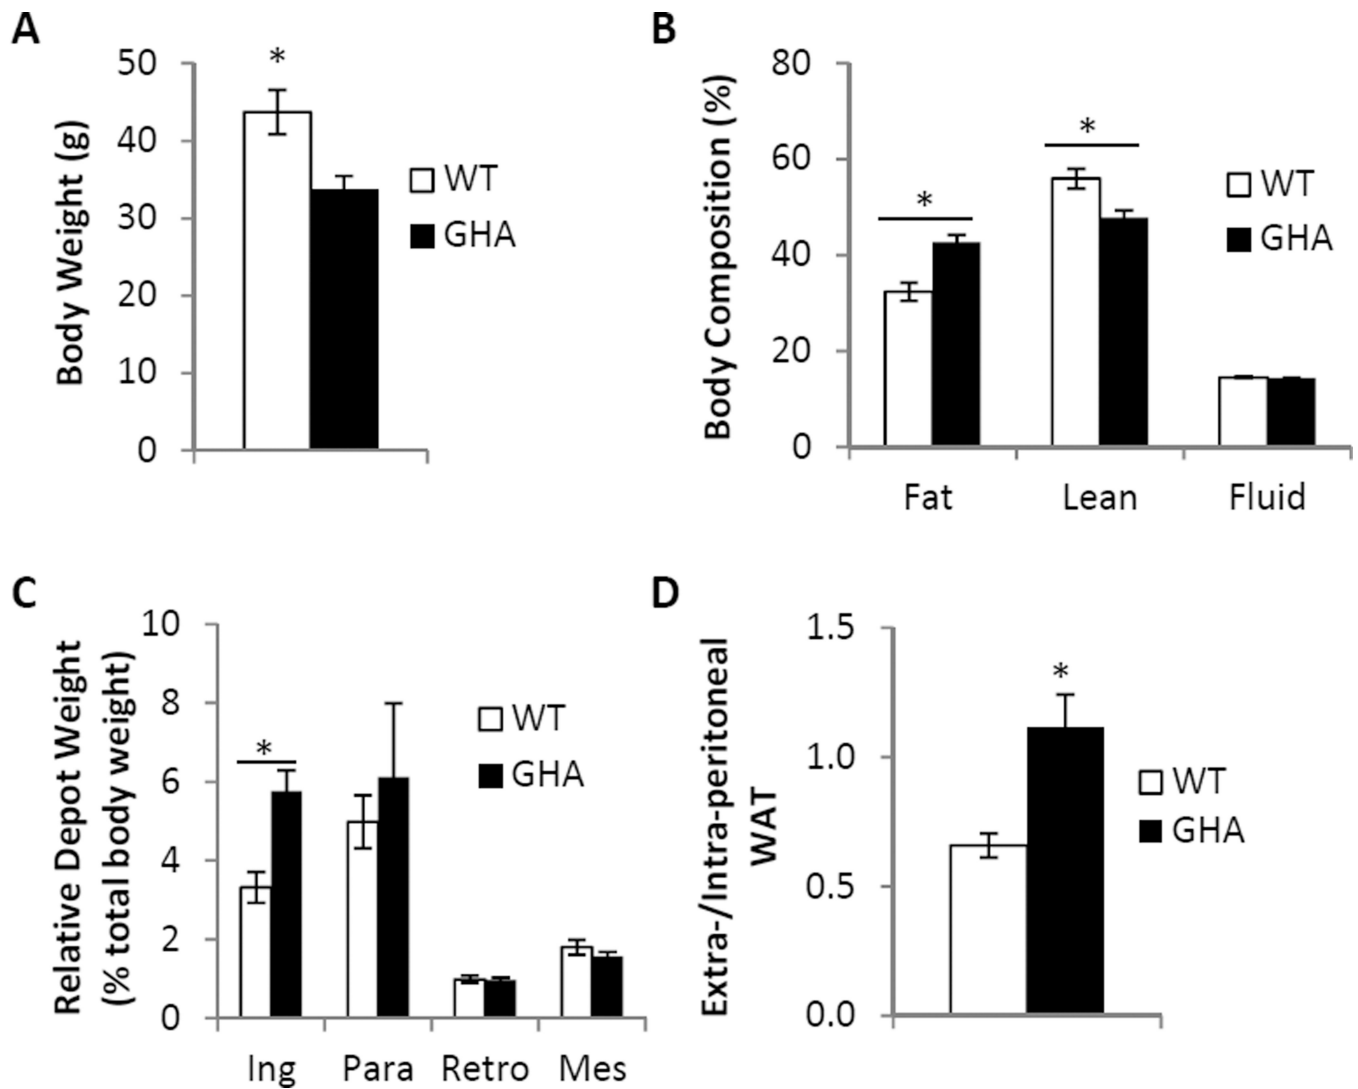 A
Body Weight (g)
50
40
30
20
10
0
*
WT
GHA
B
Body Composition (%)
80
60
40
20
0
*
*
WT
GHA
Fat Lean Fluid
C
Relative Depot Weight
(% total body weight)
10
8
6
4
2
0
*
WT
GHA
Ing Para Retro Mes
D
Extra-/Intra-peritoneal
WAT
1.5
1.0
0.5
0.0
*
WT
GHA